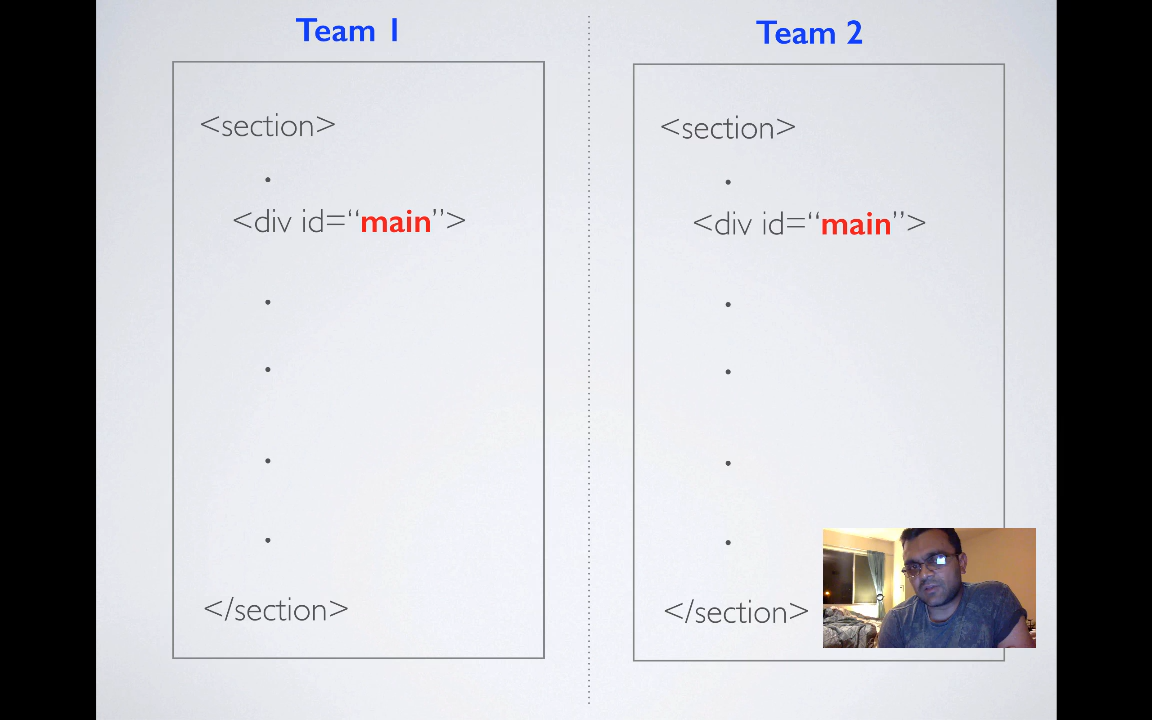 Team 1
<section>
<div id=“main”>
</section>
Team 2
<section>
<div id=“main”>
</section>